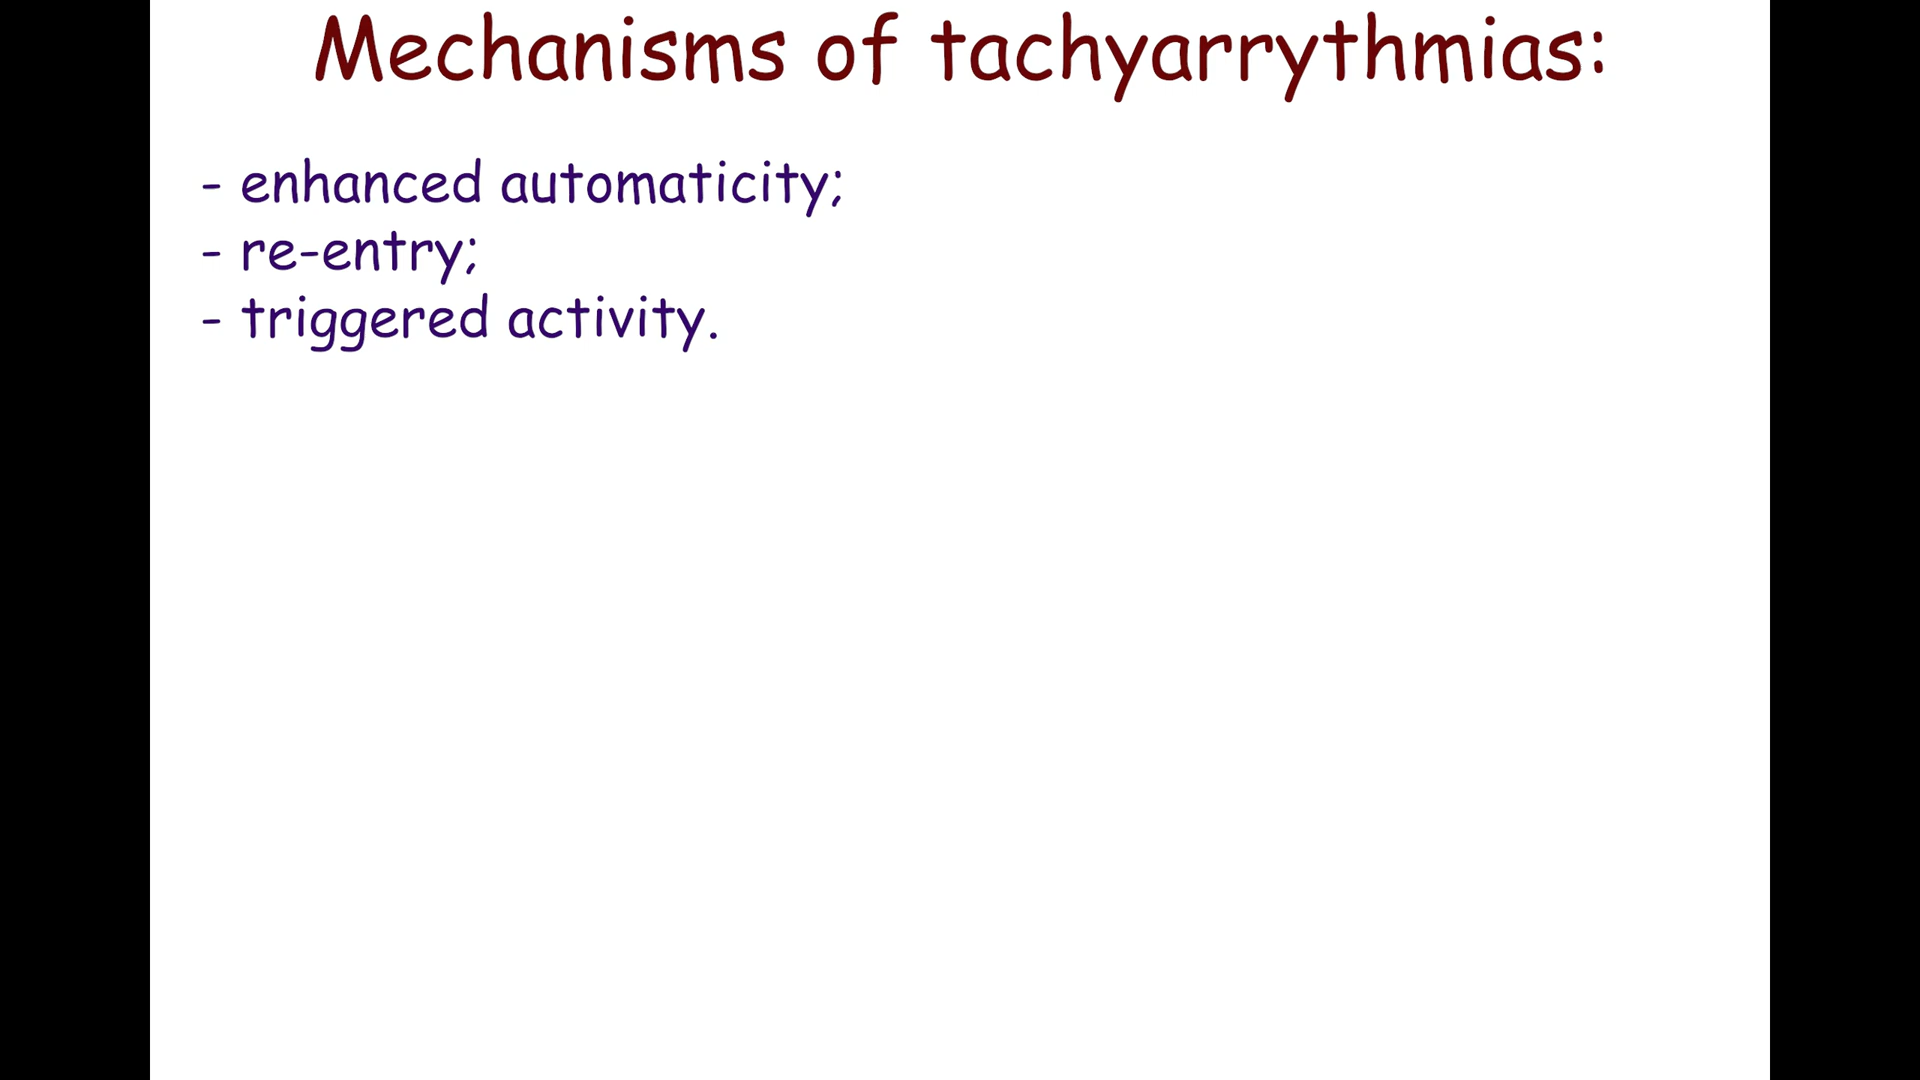 Mechanisms of tachyarrythmias:
- enhanced automaticity;
- re-entry;
- triggered activity.